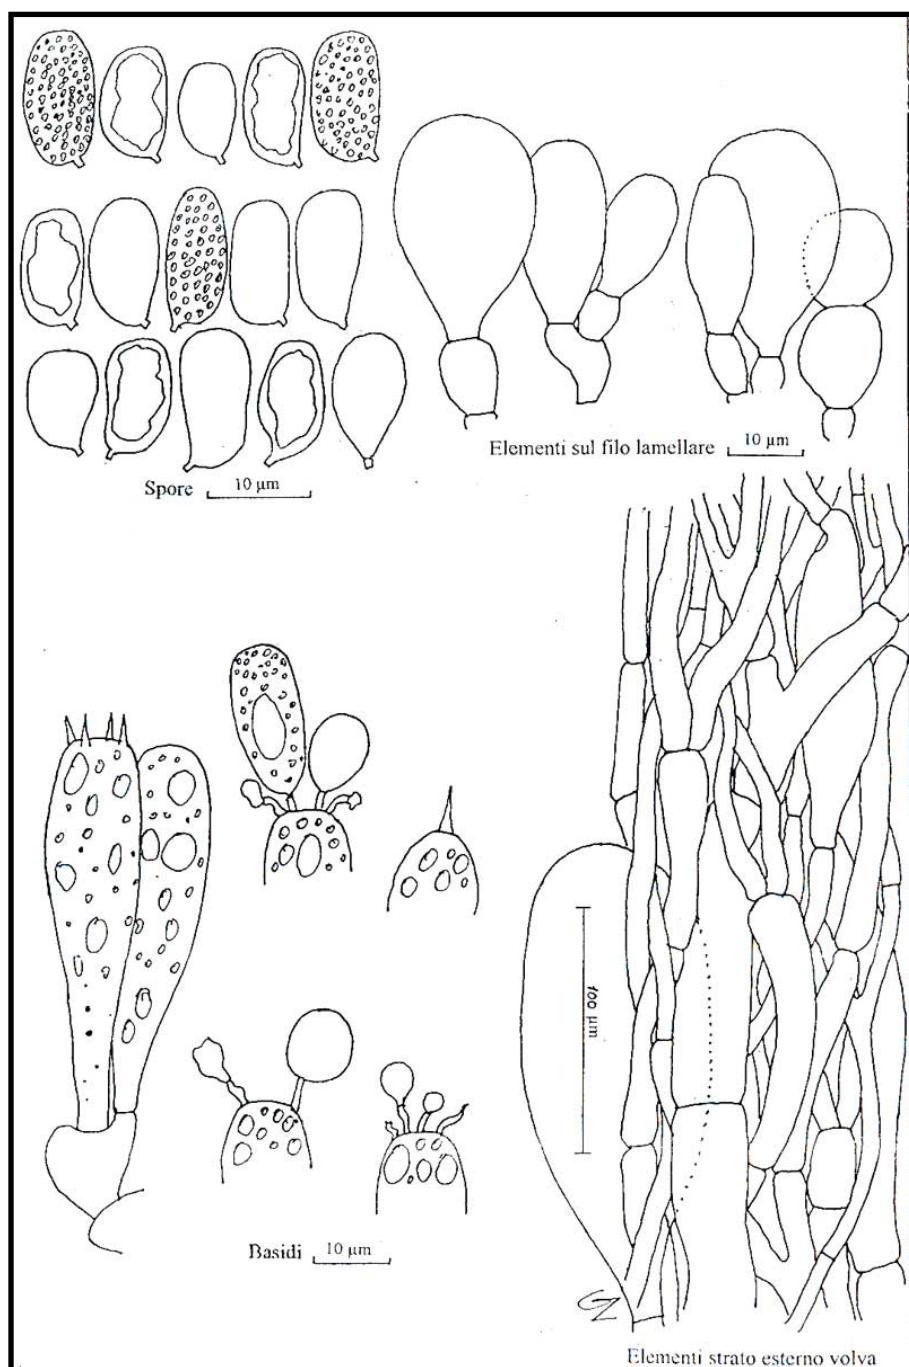 Spore 10 µm
Elementi sul filo lamellare 10 µm
100 µm
Basidi 10 µm
Elementi strato esterno volva